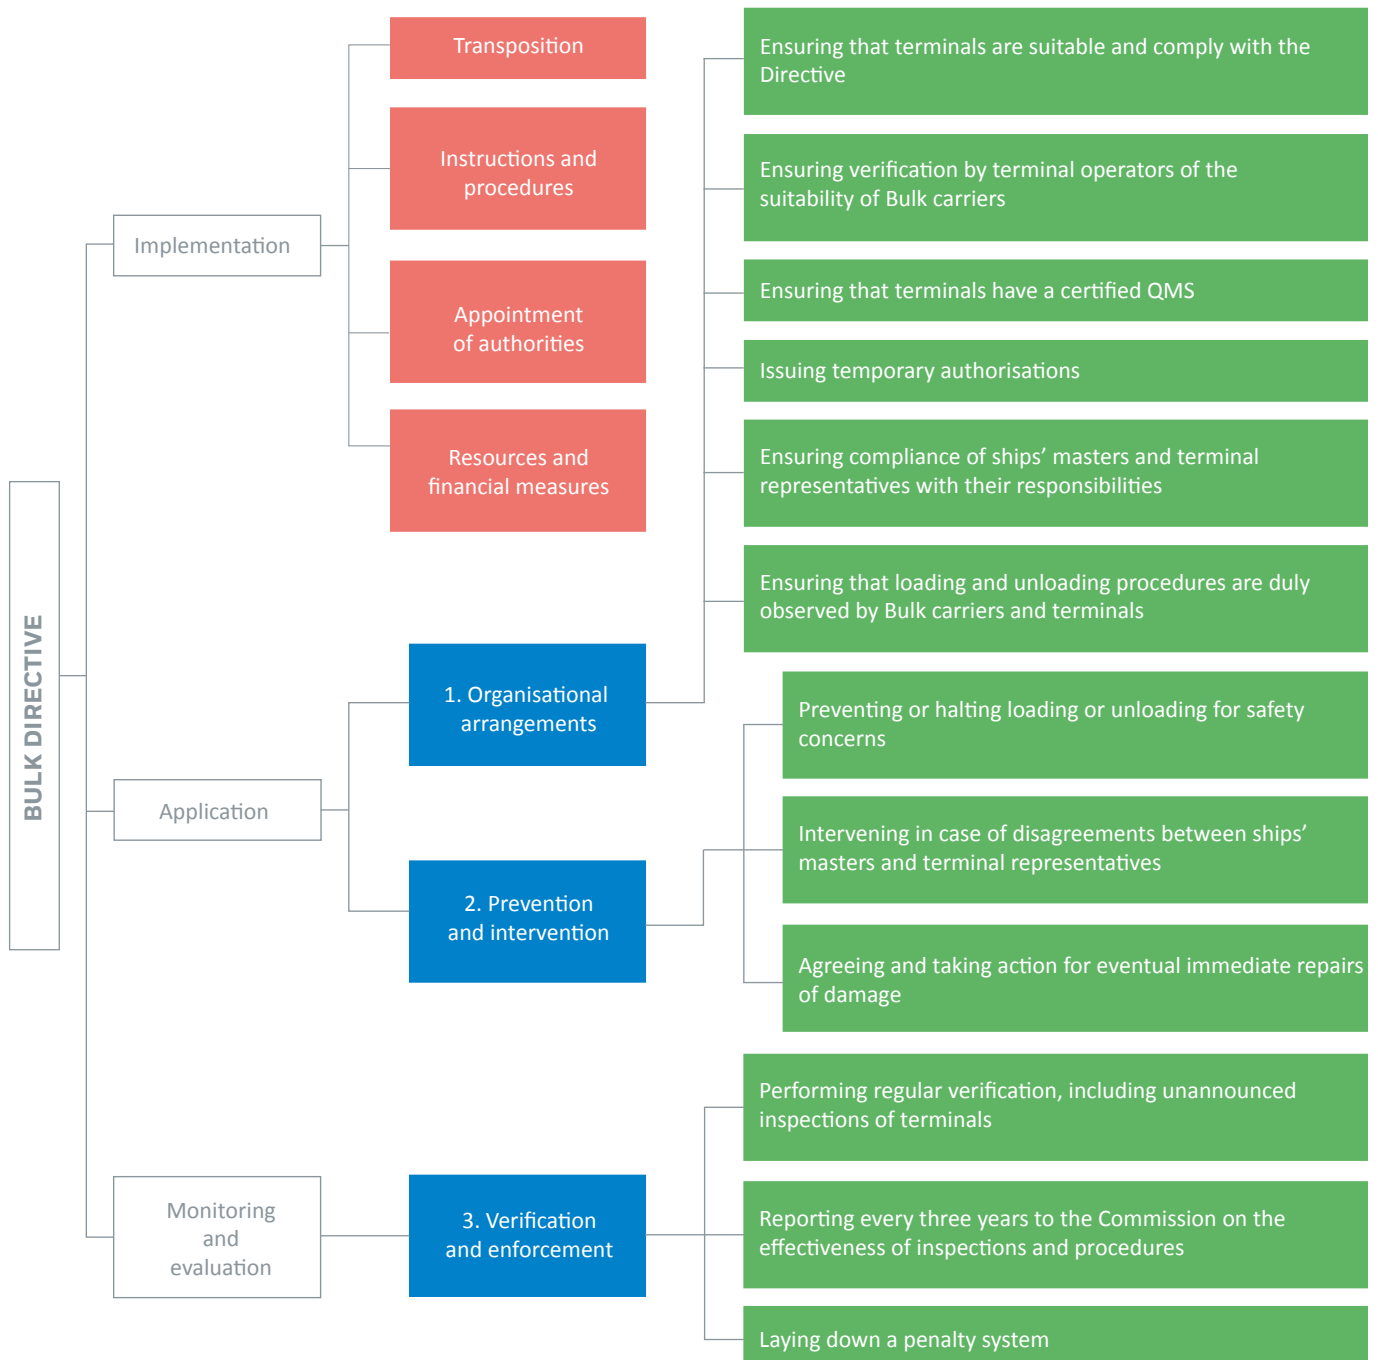 BULK DIRECTIVE
Implementation
Transposition
Instructions and
procedures
Appointment
of authorities
Resources and
financial measures
Application
1. Organisational
arrangements
Ensuring that terminals are suitable and comply with the
Directive
Ensuring verification by terminal operators of the
suitability of Bulk carriers
Ensuring that terminals have a certified QMS
Issuing temporary authorisations
Ensuring compliance of ships’ masters and terminal
representatives with their responsibilities
Ensuring that loading and unloading procedures are duly
observed by Bulk carriers and terminals
2. Prevention
and intervention
Preventing or halting loading or unloading for safety
concerns
Intervening in case of disagreements between ships’
masters and terminal representatives
Agreeing and taking action for eventual immediate repairs
of damage
Monitoring
and
evaluation
3. Verification
and enforcement
Performing regular verification, including unannounced
inspections of terminals
Reporting every three years to the Commission on the
effectiveness of inspections and procedures
Laying down a penalty system